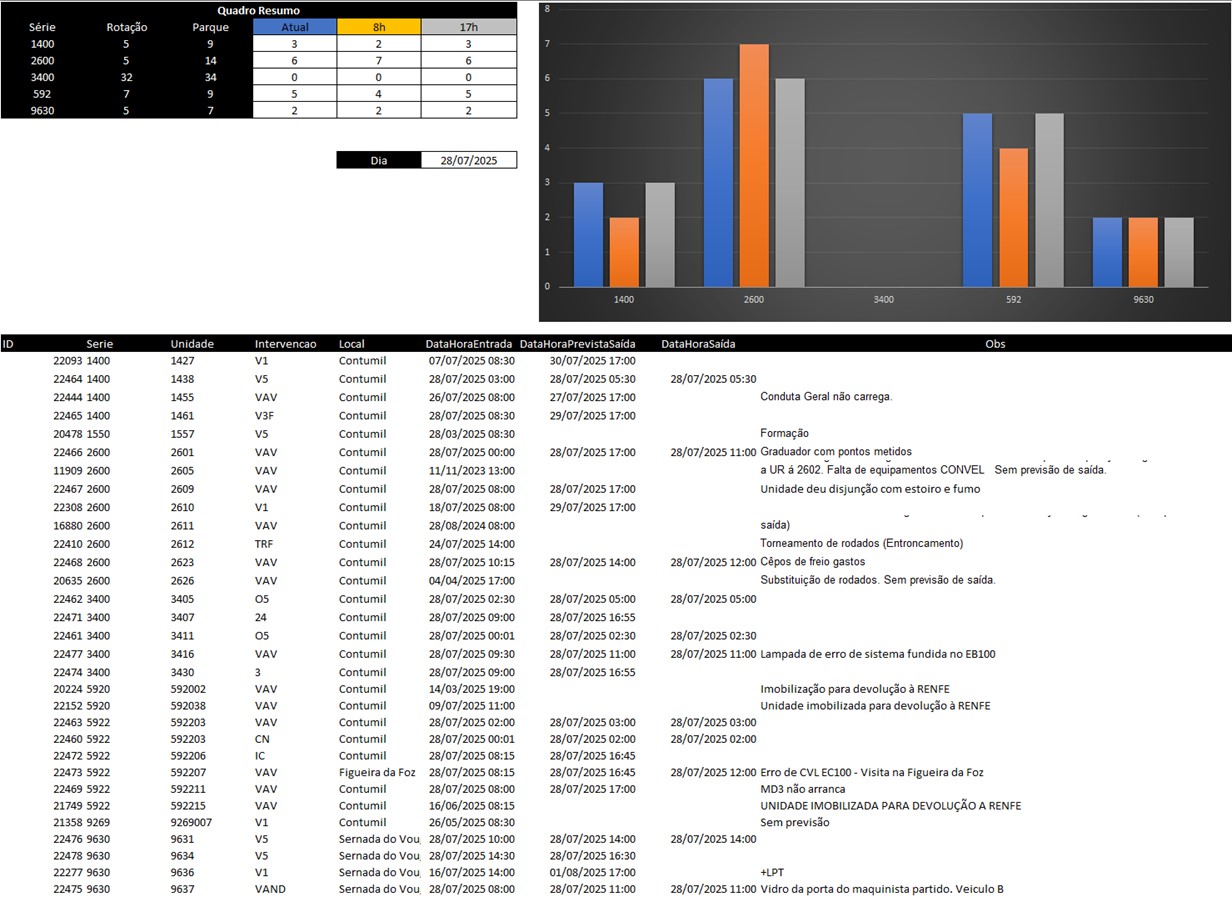 Quadro Resumo
Série Rotação Parque Atual 8h 17h
1400 5 9 3 2 3
2600 5 14 6 7 6
3400 32 34 0 0 0
592 7 9 5 4 5
9630 5 7 2 2 2
Dia 28/07/2025
8
7
6
5
4
3
2
1
0
1400 2600 3400 592 9630
ID Serie Unidade Intervencao Local DataHoraEntrada DataHoraPrevistaSaída DataHoraSaída Obs
22093 1400 1427 V1 Contumil 07/07/2025 08:30 30/07/2025 17:00
22464 1400 1438 V5 Contumil 28/07/2025 03:00 28/07/2025 05:30 28/07/2025 05:30
22444 1400 1455 VAV Contumil 26/07/2025 08:00 27/07/2025 17:00 Conduta Geral não carrega.
22465 1400 1461 V3F Contumil 28/07/2025 08:30 29/07/2025 17:00
20478 1550 1557 V5 Contumil 28/03/2025 08:30 Formação
22466 2600 2601 VAV Contumil 28/07/2025 00:00 28/07/2025 17:00 28/07/2025 11:00 Graduador com pontos metidos
11909 2600 2605 VAV Contumil 11/11/2023 13:00 a UR á 2602. Falta de equipamentos CONVEL Sem previsão de saída.
22467 2600 2609 VAV Contumil 28/07/2025 08:00 28/07/2025 17:00 Unidade deu disjunção com estoiro e fumo
22308 2600 2610 V1 Contumil 18/07/2025 08:00 29/07/2025 17:00
16880 2600 2611 VAV Contumil 28/08/2024 08:00 saída)
22410 2600 2612 TRF Contumil 24/07/2025 14:00 Torneamento de rodados (Entroncamento)
22468 2600 2623 VAV Contumil 28/07/2025 10:15 28/07/2025 14:00 28/07/2025 12:00 Cêpos de freio gastos
20635 2600 2626 VAV Contumil 04/04/2025 17:00 Substituição de rodados. Sem previsão de saída.
22462 3400 3405 O5 Contumil 28/07/2025 02:30 28/07/2025 05:00 28/07/2025 05:00
22471 3400 3407 24 Contumil 28/07/2025 09:00 28/07/2025 16:55
22461 3400 3411 O5 Contumil 28/07/2025 00:01 28/07/2025 02:30 28/07/2025 02:30
22477 3400 3416 VAV Contumil 28/07/2025 09:30 28/07/2025 11:00 28/07/2025 11:00 Lampada de erro de sistema fundida no EB100
22474 3400 3430 3 Contumil 28/07/2025 09:00 28/07/2025 16:55
20224 5920 592002 VAV Contumil 14/03/2025 19:00 Imobilização para devolução à RENFE
22152 5920 592038 VAV Contumil 09/07/2025 11:00 Unidade imobilizada para devolução à RENFE
22463 5922 592203 VAV Contumil 28/07/2025 02:00 28/07/2025 03:00 28/07/2025 03:00
22460 5922 592203 CN Contumil 28/07/2025 00:01 28/07/2025 02:00 28/07/2025 02:00
22472 5922 592206 IC Contumil 28/07/2025 08:15 28/07/2025 16:45
22473 5922 592207 VAV Figueira da Foz 28/07/2025 08:15 28/07/2025 16:45 28/07/2025 12:00 Erro de CVL EC100 - Visita na Figueira da Foz
22469 5922 592211 VAV Contumil 28/07/2025 08:00 28/07/2025 17:00 MD3 não arranca
21749 5922 592215 VAV Contumil 16/06/2025 08:15 UNIDADE IMOBILIZADA PARA DEVOLUÇÃO A RENFE
21358 9269 9269007 V1 Contumil 26/05/2025 08:30 Sem previsão
22476 9630 9631 V5 Sernada do Vou 28/07/2025 10:00 28/07/2025 14:00 28/07/2025 14:00
22478 9630 9634 V5 Sernada do Vou 28/07/2025 14:30 28/07/2025 16:30
22277 9630 9636 V1 Sernada do Vou 16/07/2025 14:00 01/08/2025 17:00 +LPT
22475 9630 9637 VAND Sernada do Vou 28/07/2025 08:00 28/07/2025 11:00 28/07/2025 11:00 Vidro da porta do maquinista partido. Veiculo B